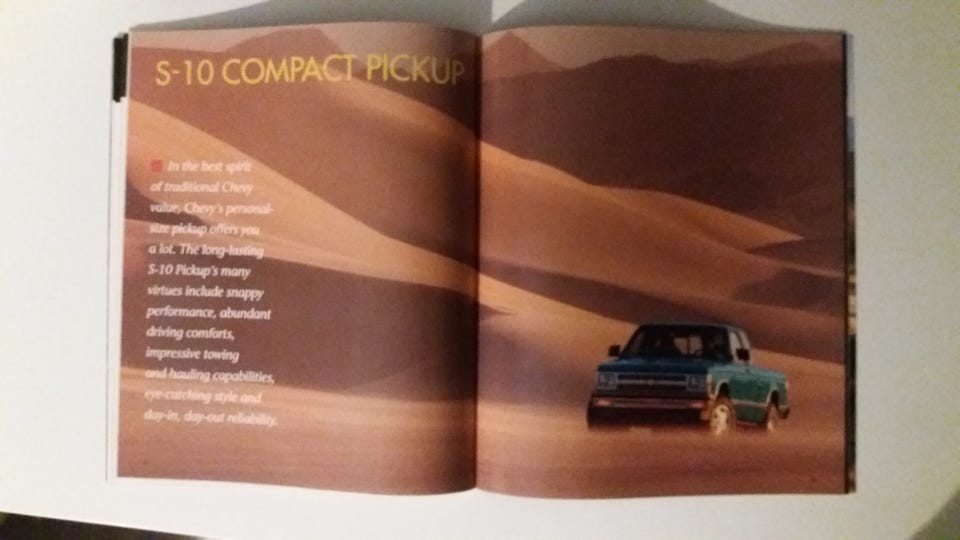 S-10 COMPACT PICKUP
In the best spirit
of traditional Chevy
value, Chevy's personal-
size pickup offers you
a lot. The long-lasting
S-10 Pickup's many
virtues include snappy
performance, abundant
driving comforts,
impressive towing
and hauling capabilities,
eye-catching style and
day-in, day-out reliability.